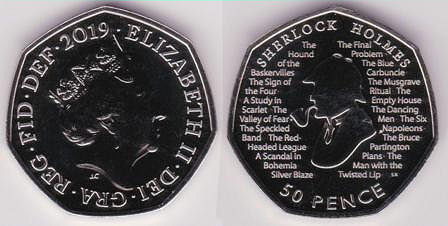 ELIZABETH II · DEI · GRA · REG · FID · DEF · 2019 ·
JC
SHERLOCK HOLMES
The Hound
of the
Baskervilles
The Sign of
the Four
A Study in
Scarlet · The
Valley of Fear ·
The Speckled
Band · The Red-
Headed League
A Scandal in
Bohemia
Silver Blaze
The Final
Problem
The Blue
Carbuncle
The Musgrave
Ritual · The
Empty House
The Dancing
Men · The Six
Napoleons
The Bruce
Partington
Plans · The
Man with the
Twisted Lip
SR
50 PENCE